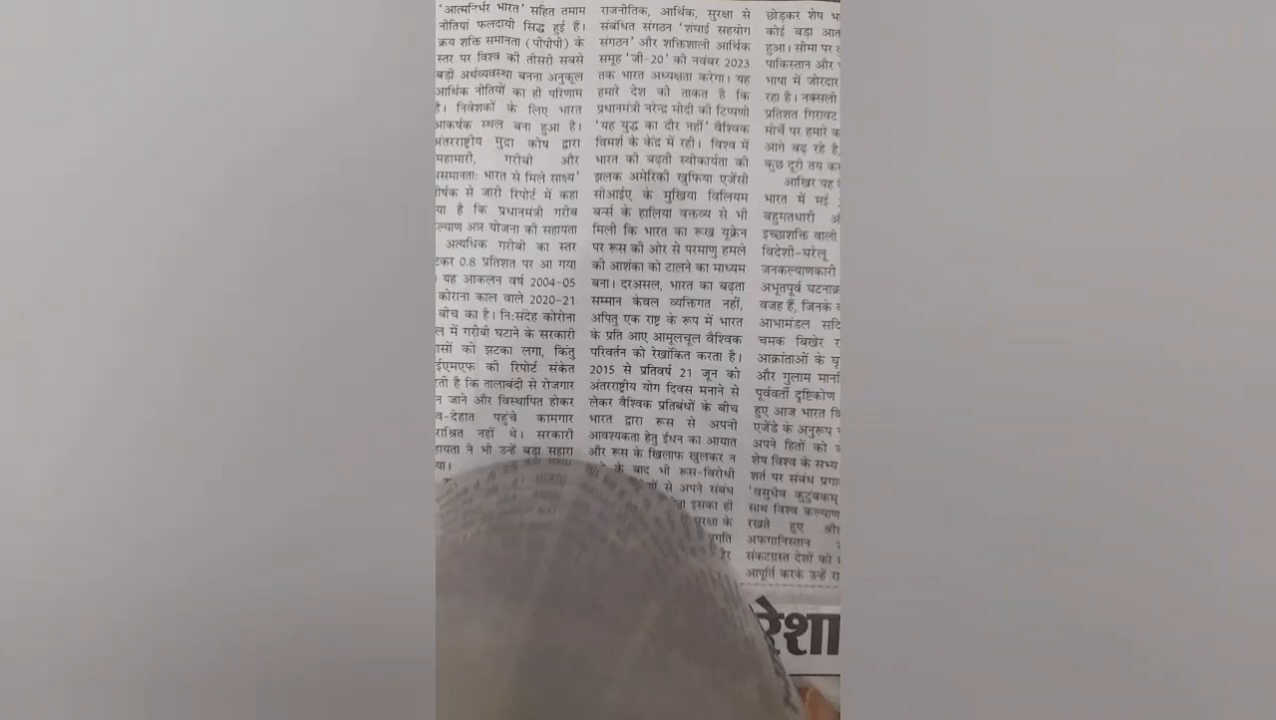 'आत्मनिर्भर भारत' सहित तमाम
नीतियां फलदायी सिद्ध हुई हैं।
क्रय शक्ति समानता (पीपीपी) के
स्तर पर विश्व की तीसरी सबसे
बड़ी अर्थव्यवस्था बनना अनुकूल
आर्थिक नीतियों का ही परिणाम
है। निवेशकों के लिए भारत
आकर्षक स्थल बना हुआ है।
अंतरराष्ट्रीय मुद्रा कोष द्वारा
महामारी, गरीबी और
समानताः भारत से मिले साक्ष्य'
र्षक से जारी रिपोर्ट में कहा
या है कि प्रधानमंत्री गरीब
ल्याण अन्न योजना की सहायता
अत्यधिक गरीबी का स्तर
टकर 0.8 प्रतिशत पर आ गया
यह आकलन वर्ष 2004-05
कोराना काल वाले 2020-21
बीच का है। नि:संदेह कोरोना
ल में गरीबी घटाने के सरकारी
ासों को झटका लगा, किंतु
ईएमएफ की रिपोर्ट संकेत
ती है कि तालाबंदी से रोजगार
न जाने और विस्थापित होकर
व-देहात पहुंचे कामगार
राश्रित नहीं थे। सरकारी
हायता ने भी उन्हें बड़ा सहारा
या।
राजनीतिक, आर्थिक, सुरक्षा से
संबंधित संगठन 'शंघाई सहयोग
संगठन' और शक्तिशाली आर्थिक
समूह 'जी-20' की नवंबर 2023
तक भारत अध्यक्षता करेगा। यह
हमारे देश की ताकत है कि
प्रधानमंत्री नरेन्द्र मोदी की टिप्पणी
'यह युद्ध का दौर नहीं' वैश्विक
विमर्श के केंद्र में रही। विश्व में
भारत की बढ़ती स्वीकार्यता की
झलक अमेरिकी खुफिया एजेंसी
सीआईए के मुखिया विलियम
बर्न्स के हालिया वक्तव्य से भी
मिली कि भारत का रूख यूक्रेन
पर रूस की ओर से परमाणु हमले
की आशंका को टालने का माध्यम
बना। दरअसल, भारत का बढ़ता
सम्मान केवल व्यक्तिगत नहीं,
अपितु एक राष्ट्र के रूप में भारत
के प्रति आए आमूलचूल वैश्विक
परिवर्तन को रेखांकित करता है।
2015 से प्रतिवर्ष 21 जून को
अंतरराष्ट्रीय योग दिवस मनाने से
लेकर वैश्विक प्रतिबंधों के बीच
भारत द्वारा रूस से अपनी
आवश्यकता हेतु ईंधन का आयात
और रूस के खिलाफ खुलकर न
के बाद भी रूस-विरोधी
से अपने संबंध
इसका ही
सुरक्षा के
छोड़कर शेष भा
कोई बड़ा आत
हुआ। सीमा पर
पाकिस्तान और
भाषा में जोरदार
रहा है। नक्सली
प्रतिशत गिरावट
मोर्चे पर हमारे क
आगे बढ़ रहे है
कुछ दूरी तय कर
आखिर यह
भारत में मई
बहुमतधारी अ
इच्छाशक्ति वाली
विदेशी-घरेलू
जनकल्याणकारी
अभूतपूर्व घटनाक्र
वजह हैं, जिनके
आभामंडल सदि
चमक बिखेर र
आक्रांताओं के घृ
और गुलाम मानि
पूर्ववर्ती दृष्टिकोण
हुए आज भारत वि
एजेंडे के अनुरूप
अपने हितों को
शेष विश्व के सभ्य
शर्त पर संबंध प्रगा
'वसुधैव कुटुंबकम्
साथ विश्व कल्याण
रखते हुए श्री
अफगानिस्तान
संकटग्रस्त देशों की
आपूर्ति करके उन्हें रा
रेशा